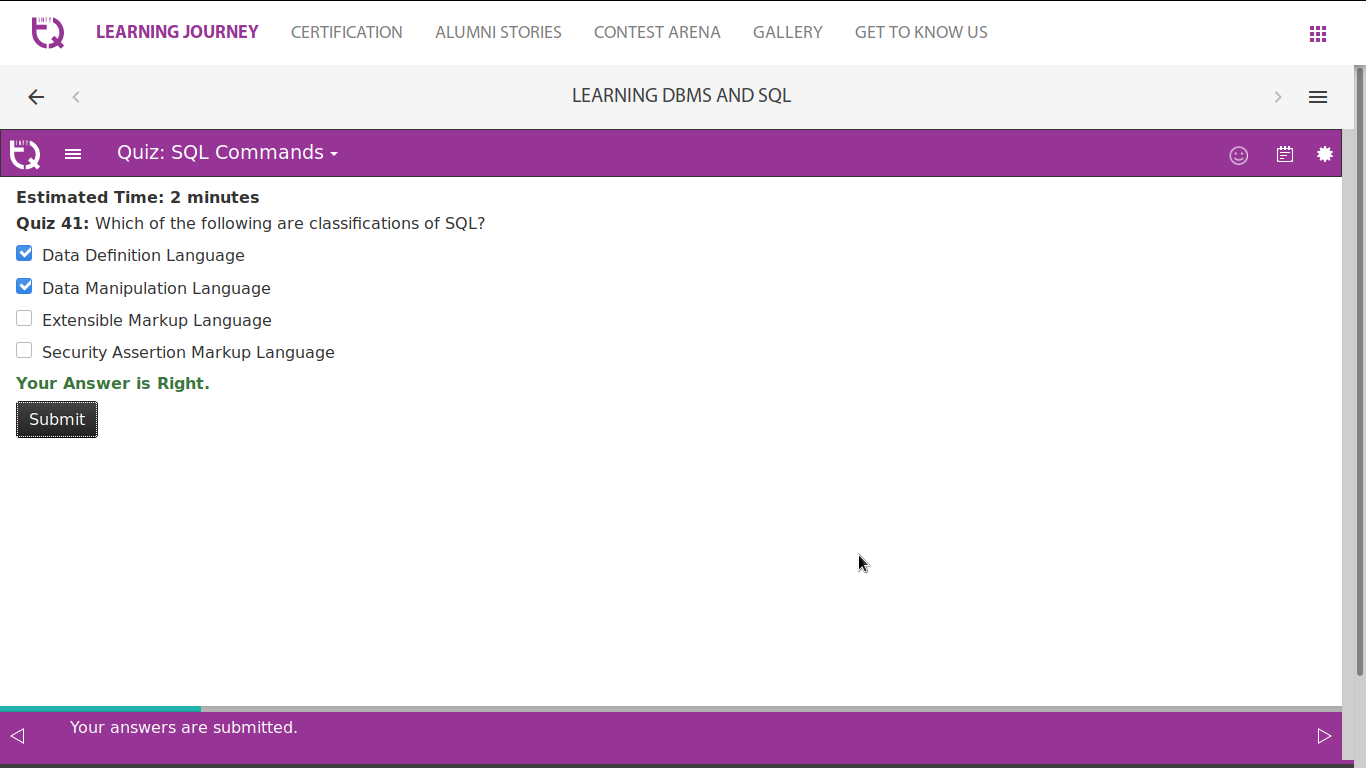 INFY
TQ
LEARNING JOURNEY CERTIFICATION ALUMNI STORIES CONTEST ARENA GALLERY GET TO KNOW US
LEARNING DBMS AND SQL
INFY
TQ
Quiz: SQL Commands
Estimated Time: 2 minutes
Quiz 41: Which of the following are classifications of SQL?
Data Definition Language
Data Manipulation Language
Extensible Markup Language
Security Assertion Markup Language
Your Answer is Right.
Submit
Your answers are submitted.